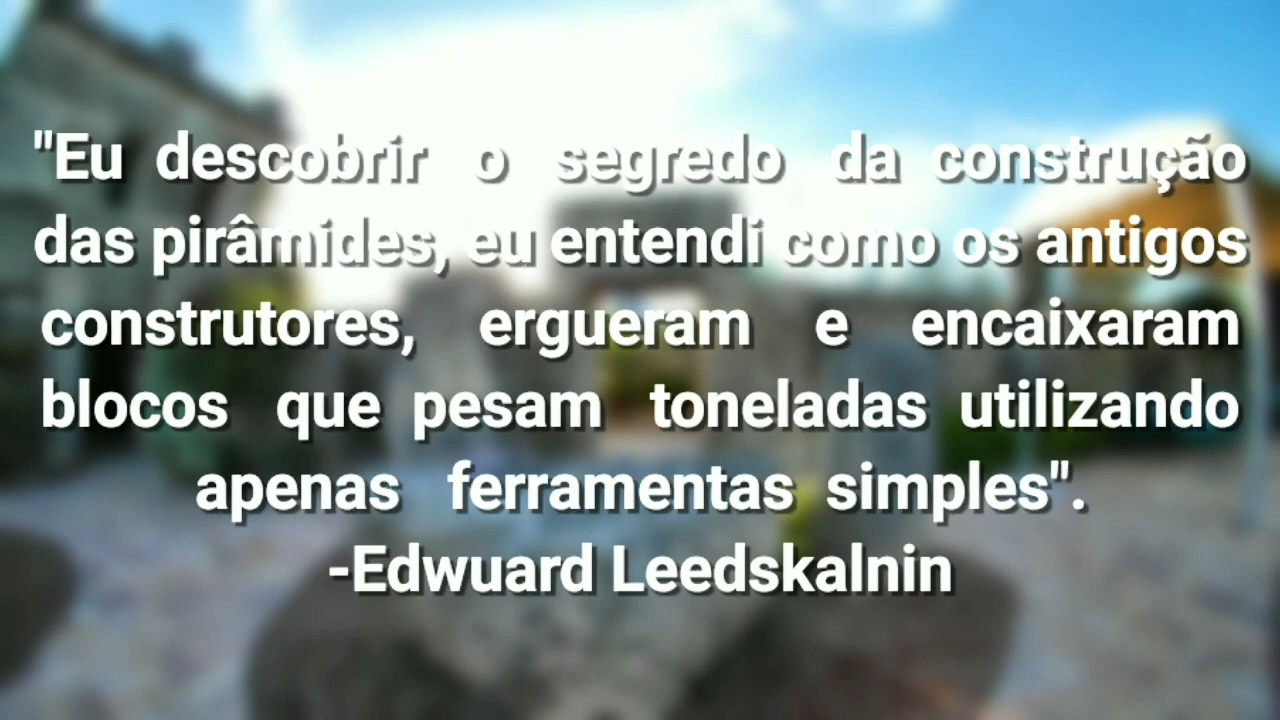 "Eu descobrir o segredo da construção
das pirâmides, eu entendi como os antigos
construtores, ergueram e encaixaram
blocos que pesam toneladas utilizando
apenas ferramentas simples".
-Edwuard Leedskalnin